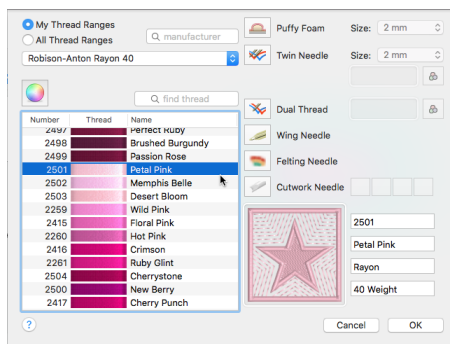 My Thread Ranges
All Thread Ranges
manufacturer
Robison-Anton Rayon 40
find thread
Number Thread Name
2497 Perfect Ruby
2498 Brushed Burgundy
2499 Passion Rose
2501 Petal Pink
2502 Memphis Belle
2503 Desert Bloom
2259 Wild Pink
2415 Floral Pink
2260 Hot Pink
2416 Crimson
2261 Ruby Glint
2504 Cherrystone
2500 New Berry
2417 Cherry Punch
Puffy Foam Size: 2 mm
Twin Needle Size: 2 mm
Dual Thread
Wing Needle
Felting Needle
Cutwork Needle
2501
Petal Pink
Rayon
40 Weight
?
Cancel OK